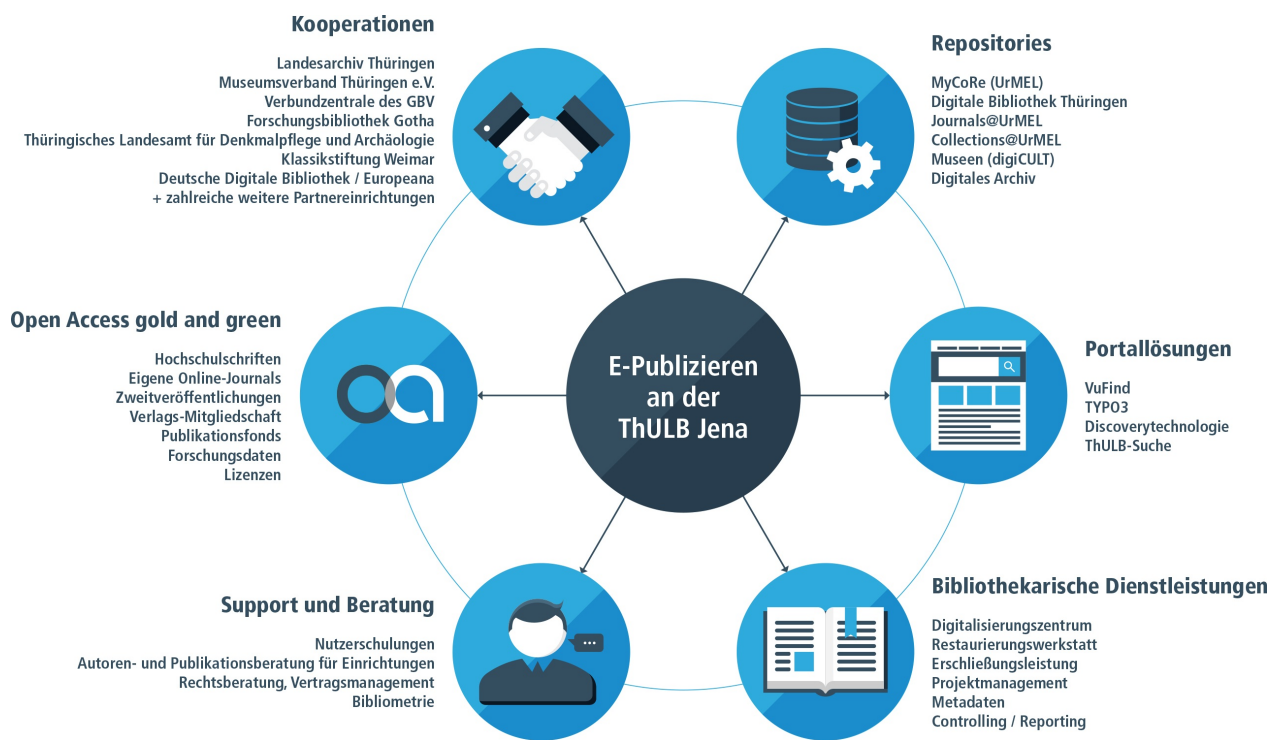 Kooperationen
Landesarchiv Thüringen
Museumsverband Thüringen e.V.
Verbundzentrale des GBV
Forschungsbibliothek Gotha
Thüringisches Landesamt für Denkmalpflege und Archäologie
Klassikstiftung Weimar
Deutsche Digitale Bibliothek / Europeana
+ zahlreiche weitere Partnereinrichtungen
Repositories
MyCoRe (UrMEL)
Digitale Bibliothek Thüringen
Journals@UrMEL
Collections@UrMEL
Museen (digiCULT)
Digitales Archiv
Open Access gold and green
Hochschulschriften
Eigene Online-Journals
Zweitveröffentlichungen
Verlags-Mitgliedschaft
Publikationsfonds
Forschungsdaten
Lizenzen
oa
E-Publizieren
an der
ThULB Jena
Portallösungen
VuFind
TYPO3
Discoverytechnologie
ThULB-Suche
Support und Beratung
Nutzerschulungen
Autoren- und Publikationsberatung für Einrichtungen
Rechtsberatung, Vertragsmanagement
Bibliometrie
Bibliothekarische Dienstleistungen
Digitalisierungszentrum
Restaurierungswerkstatt
Erschließungsleistung
Projektmanagement
Metadaten
Controlling / Reporting